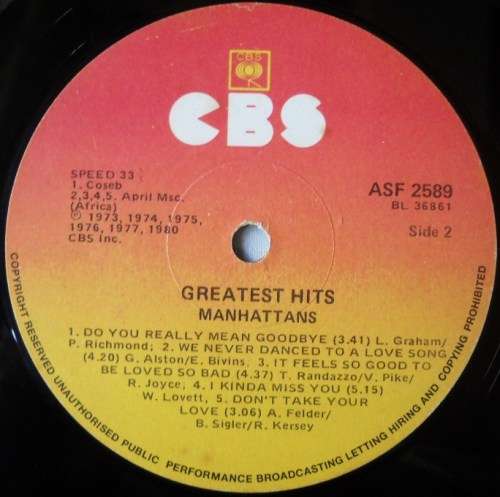 CBS
CBS
SPEED 33
1. Coseb
2,3,4,5. April Msc.
(Africa)
℗ 1973, 1974, 1975,
1976, 1977, 1980
CBS Inc.
ASF 2589
BL 36861
Side 2
GREATEST HITS
MANHATTANS
1. DO YOU REALLY MEAN GOODBYE (3.41) L. Graham/
P. Richmond; 2. WE NEVER DANCED TO A LOVE SONG
(4.20) G. Alston/E. Bivins, 3. IT FEELS SO GOOD TO
BE LOVED SO BAD (4.37) T. Randazzo/V. Pike/
R. Joyce; 4. I KINDA MISS YOU (5.15)
W. Lovett, 5. DON'T TAKE YOUR
LOVE (3.06) A. Felder/
B. Sigler/R. Kersey
COPYRIGHT RESERVED UNAUTHORISED PUBLIC PERFORMANCE BROADCASTING LETTING HIRING AND COPYING PROHIBITED